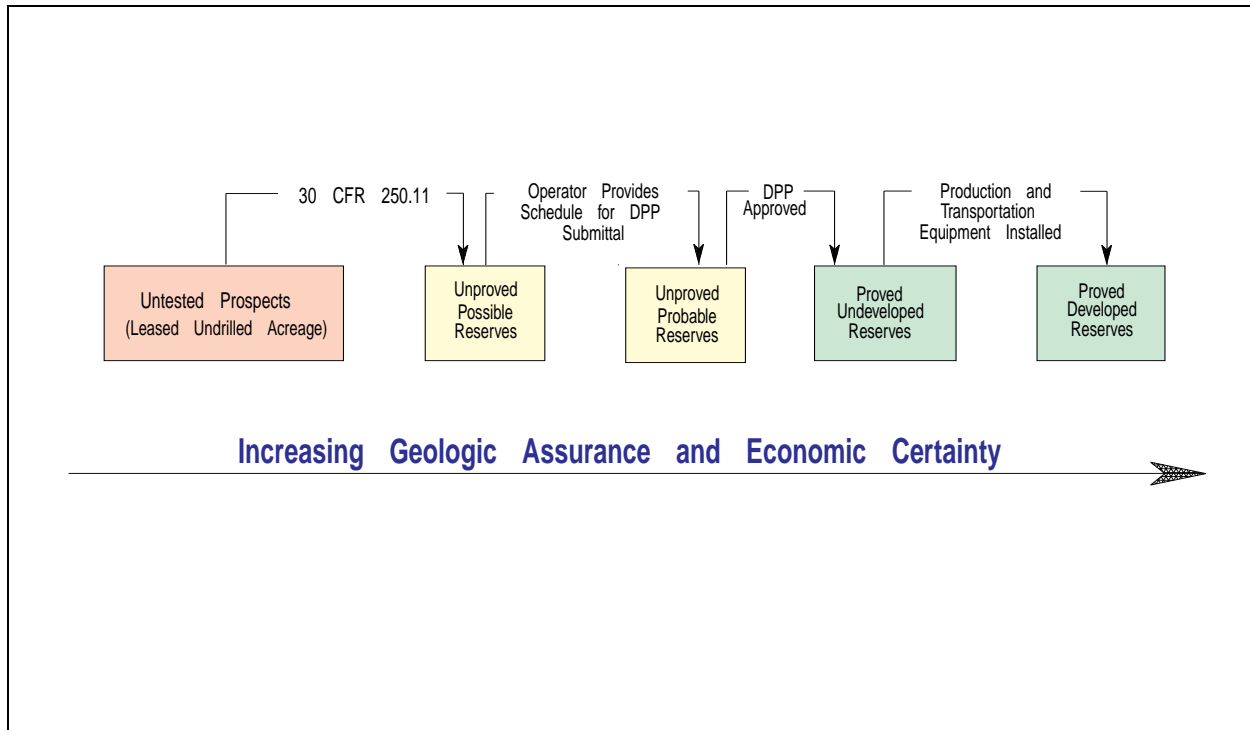 30 CFR 250.11
Operator Provides
Schedule for DPP
Submittal
DPP
Approved
Production and
Transportation
Equipment Installed
Untested Prospects
(Leased Undrilled Acreage)
Unproved
Possible
Reserves
Unproved
Probable
Reserves
Proved
Undeveloped
Reserves
Proved
Developed
Reserves
Increasing Geologic Assurance and Economic Certainty